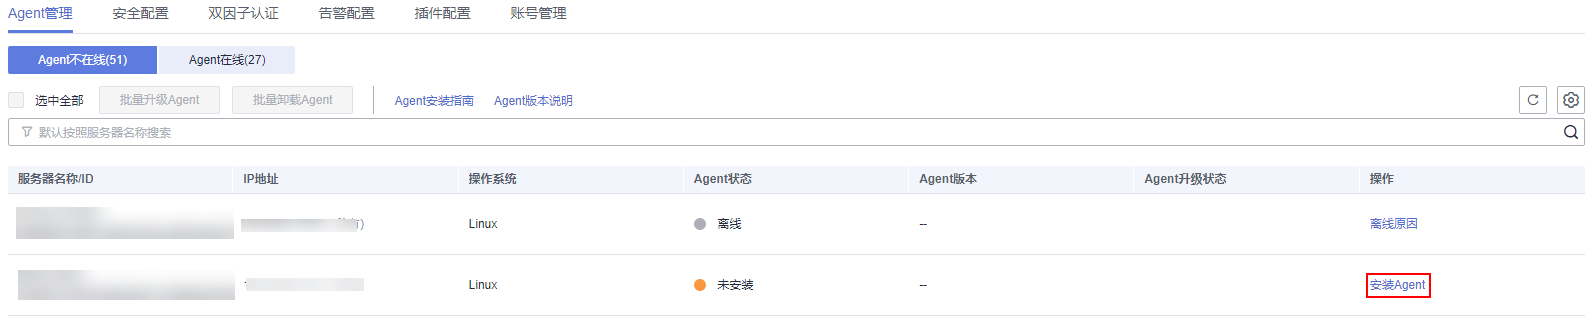 Agent管理 安全配置 双因子认证 告警配置 插件配置 账号管理
Agent不在线(51) Agent在线(27)
选中全部 批量升级Agent 批量卸载Agent Agent安装指南 Agent版本说明
默认按照服务器名称搜索
服务器名称/ID IP地址 操作系统 Agent状态 Agent版本 Agent升级状态 操作
Linux 离线 -- 离线原因
Linux 未安装 -- 安装Agent